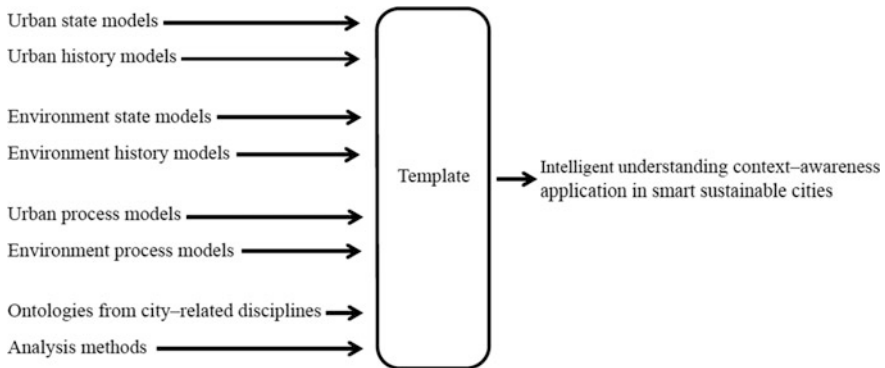 Urban state models
Urban history models
Environment state models
Environment history models
Urban process models
Environment process models
Ontologies from city–related disciplines
Analysis methods
Template
Intelligent understanding context–awareness
application in smart sustainable cities